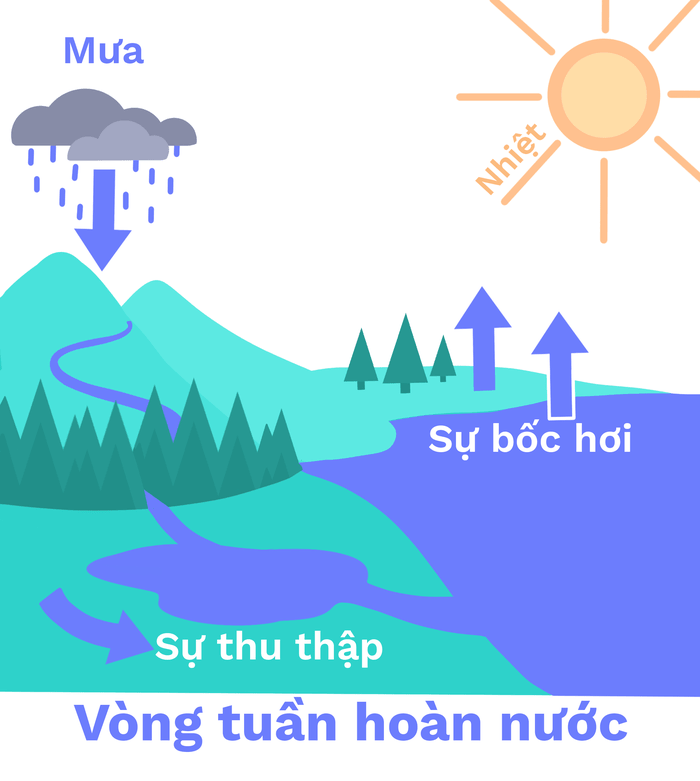 Mưa
Nhiệt
Sự bốc hơi
Sự thu thập
Vòng tuần hoàn nước